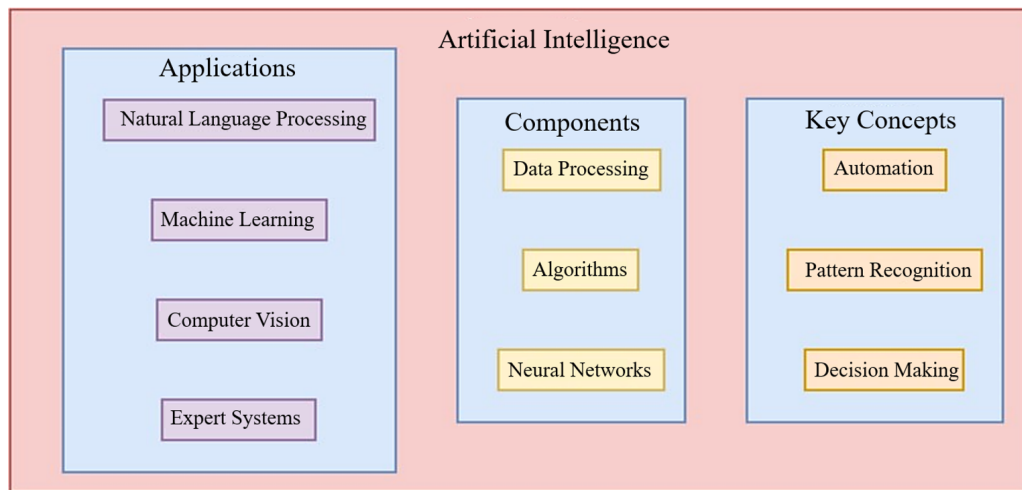 Artificial Intelligence
Applications
Natural Language Processing
Machine Learning
Computer Vision
Expert Systems
Components
Data Processing
Algorithms
Neural Networks
Key Concepts
Automation
Pattern Recognition
Decision Making